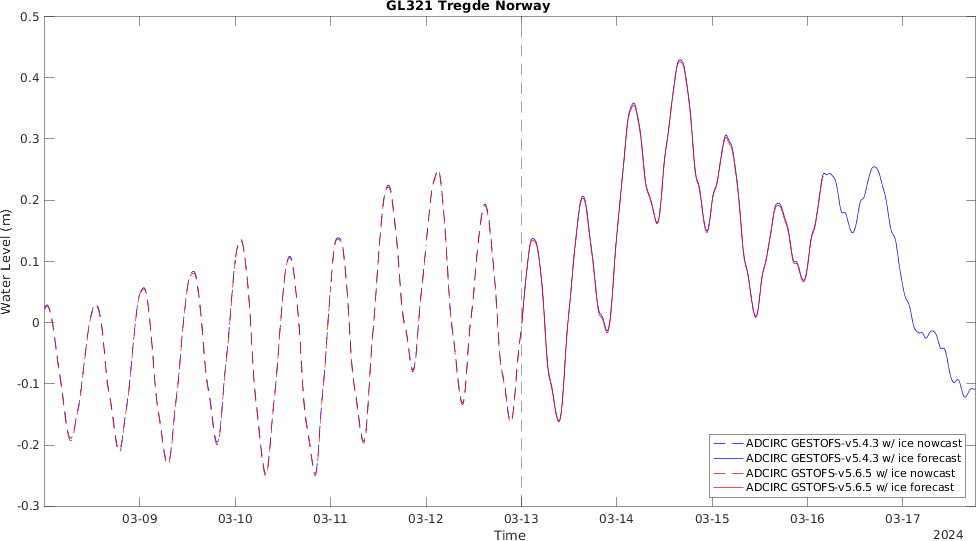 GL321 Tregde Norway
0.5
0.4
0.3
0.2
0.1
0
-0.1
-0.2
-0.3
Water Level (m)
03-09 03-10 03-11 03-12 03-13 03-14 03-15 03-16 03-17
Time
2024
ADCIRC GESTOFS-v5.4.3 w/ ice nowcast
ADCIRC GESTOFS-v5.4.3 w/ ice forecast
ADCIRC GSTOFS-v5.6.5 w/ ice nowcast
ADCIRC GSTOFS-v5.6.5 w/ ice forecast